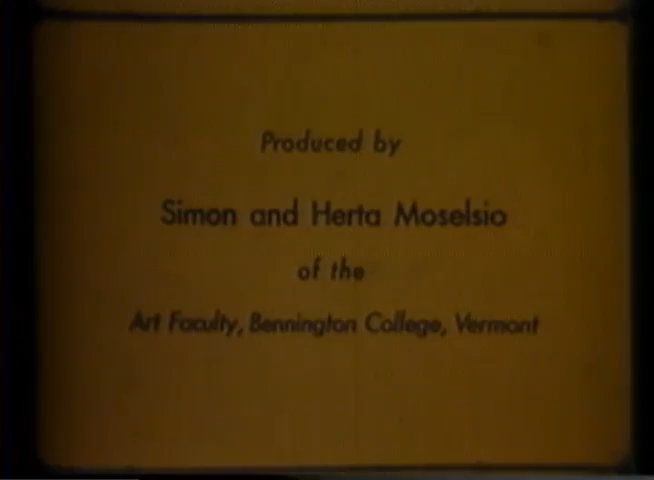 Produced by
Simon and Herta Moselsio
of the
Art Faculty, Bennington College, Vermont